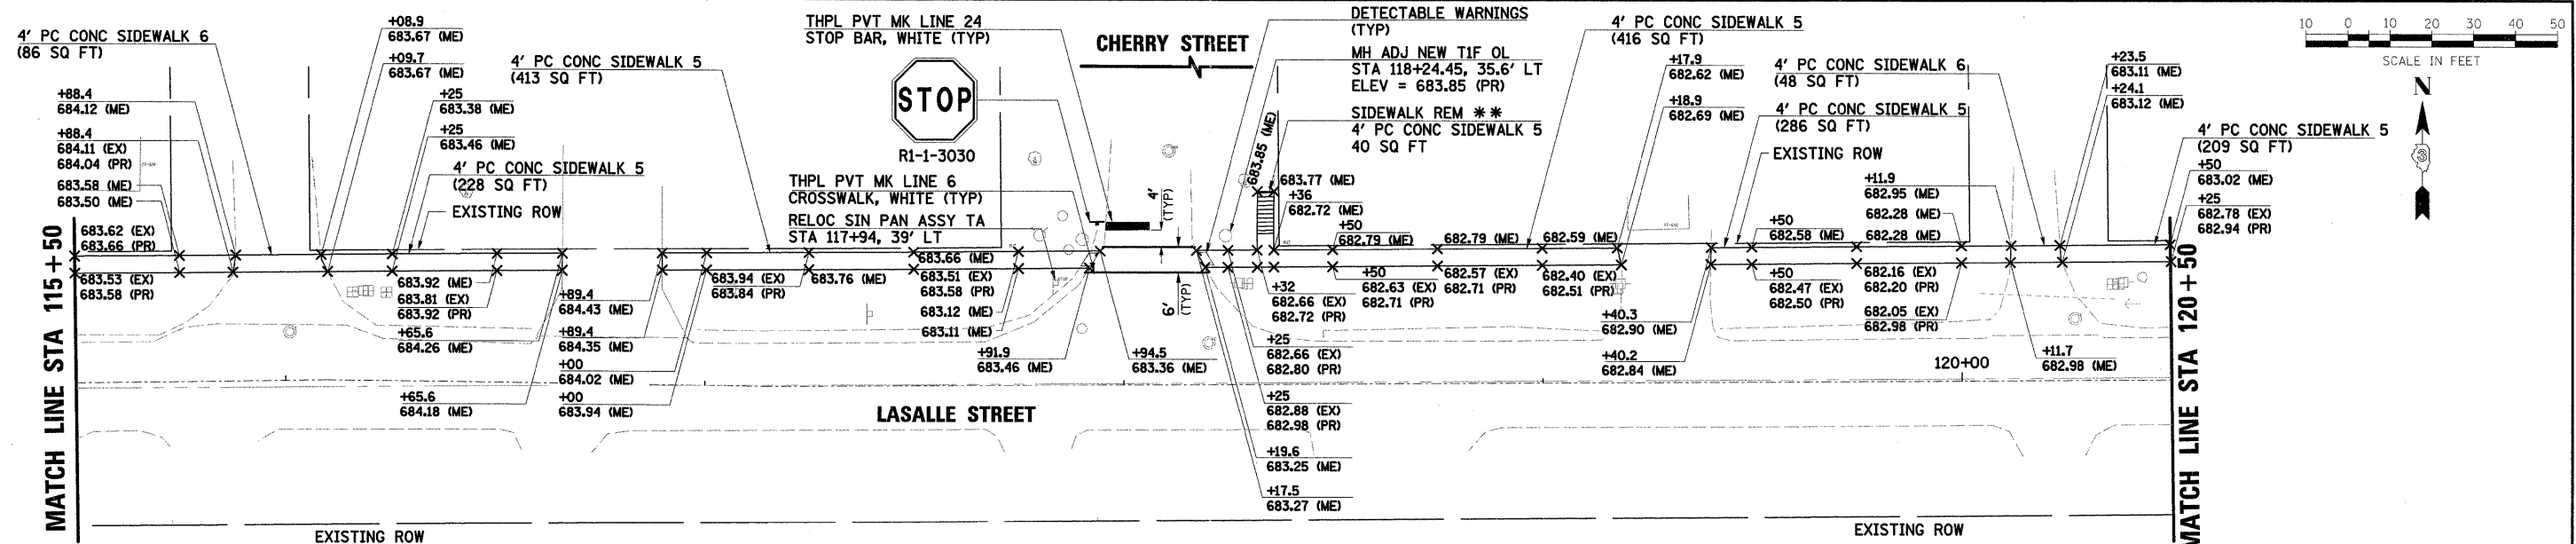 4' PC CONC SIDEWALK 6
(86 SQ FT)
+08.9
683.67 (ME)
+09.7
683.67 (ME)
4' PC CONC SIDEWALK 5
(413 SQ FT)
THPL PVT MK LINE 24
STOP BAR, WHITE (TYP)
CHERRY STREET
DETECTABLE WARNINGS
(TYP)
MH ADJ NEW T1F OL
STA 118+24.45, 35.6' LT
ELEV = 683.85 (PR)
SIDEWALK REM **
4' PC CONC SIDEWALK 5
40 SQ FT
4' PC CONC SIDEWALK 5
(416 SQ FT)
+17.9
682.62 (ME)
+18.9
682.69 (ME)
4' PC CONC SIDEWALK 6
(48 SQ FT)
4' PC CONC SIDEWALK 5
(286 SQ FT)
EXISTING ROW
+23.5
683.11 (ME)
+24.1
683.12 (ME)
4' PC CONC SIDEWALK 5
(209 SQ FT)
+50
683.02 (ME)
+25
682.78 (EX)
682.94 (PR)
10 0 10 20 30 40 50
SCALE IN FEET
N
3
+88.4
684.12 (ME)
+88.4
684.11 (EX)
684.04 (PR)
683.58 (ME)
683.50 (ME)
683.62 (EX)
683.66 (PR)
683.53 (EX)
683.58 (PR)
+25
683.38 (ME)
+25
683.46 (ME)
4' PC CONC SIDEWALK 5
(228 SQ FT)
EXISTING ROW
STOP
R1-1-3030
THPL PVT MK LINE 6
CROSSWALK, WHITE (TYP)
RELOC SIN PAN ASSY TA
STA 117+94, 39' LT
4'
(TYP)
6'
(TYP)
683.85 (ME)
683.77 (ME)
+36
682.72 (ME)
+50
682.79 (ME)
682.79 (ME)
682.59 (ME)
+50
682.58 (ME)
+11.9
682.95 (ME)
682.28 (ME)
682.28 (ME)
683.92 (ME)
683.81 (EX)
683.92 (PR)
+65.6
684.26 (ME)
+65.6
684.18 (ME)
+89.4
684.43 (ME)
+89.4
684.35 (ME)
+00
684.02 (ME)
+00
683.94 (ME)
683.94 (EX)
683.84 (PR)
683.76 (ME)
683.66 (ME)
683.51 (EX)
683.58 (PR)
683.12 (ME)
683.11 (ME)
+91.9
683.46 (ME)
+94.5
683.36 (ME)
+32
682.66 (EX)
682.72 (PR)
+25
682.66 (EX)
682.80 (PR)
+25
682.88 (EX)
682.98 (PR)
+19.6
683.25 (ME)
+17.5
683.27 (ME)
+50
682.63 (EX)
682.71 (PR)
682.57 (EX)
682.71 (PR)
682.40 (EX)
682.51 (PR)
+40.3
682.90 (ME)
+40.2
682.84 (ME)
+50
682.47 (EX)
682.50 (PR)
682.16 (EX)
682.20 (PR)
682.05 (EX)
682.98 (PR)
+11.7
682.98 (ME)
120+00
LASALLE STREET
MATCH LINE STA 115+50
MATCH LINE STA 120+50
EXISTING ROW
EXISTING ROW